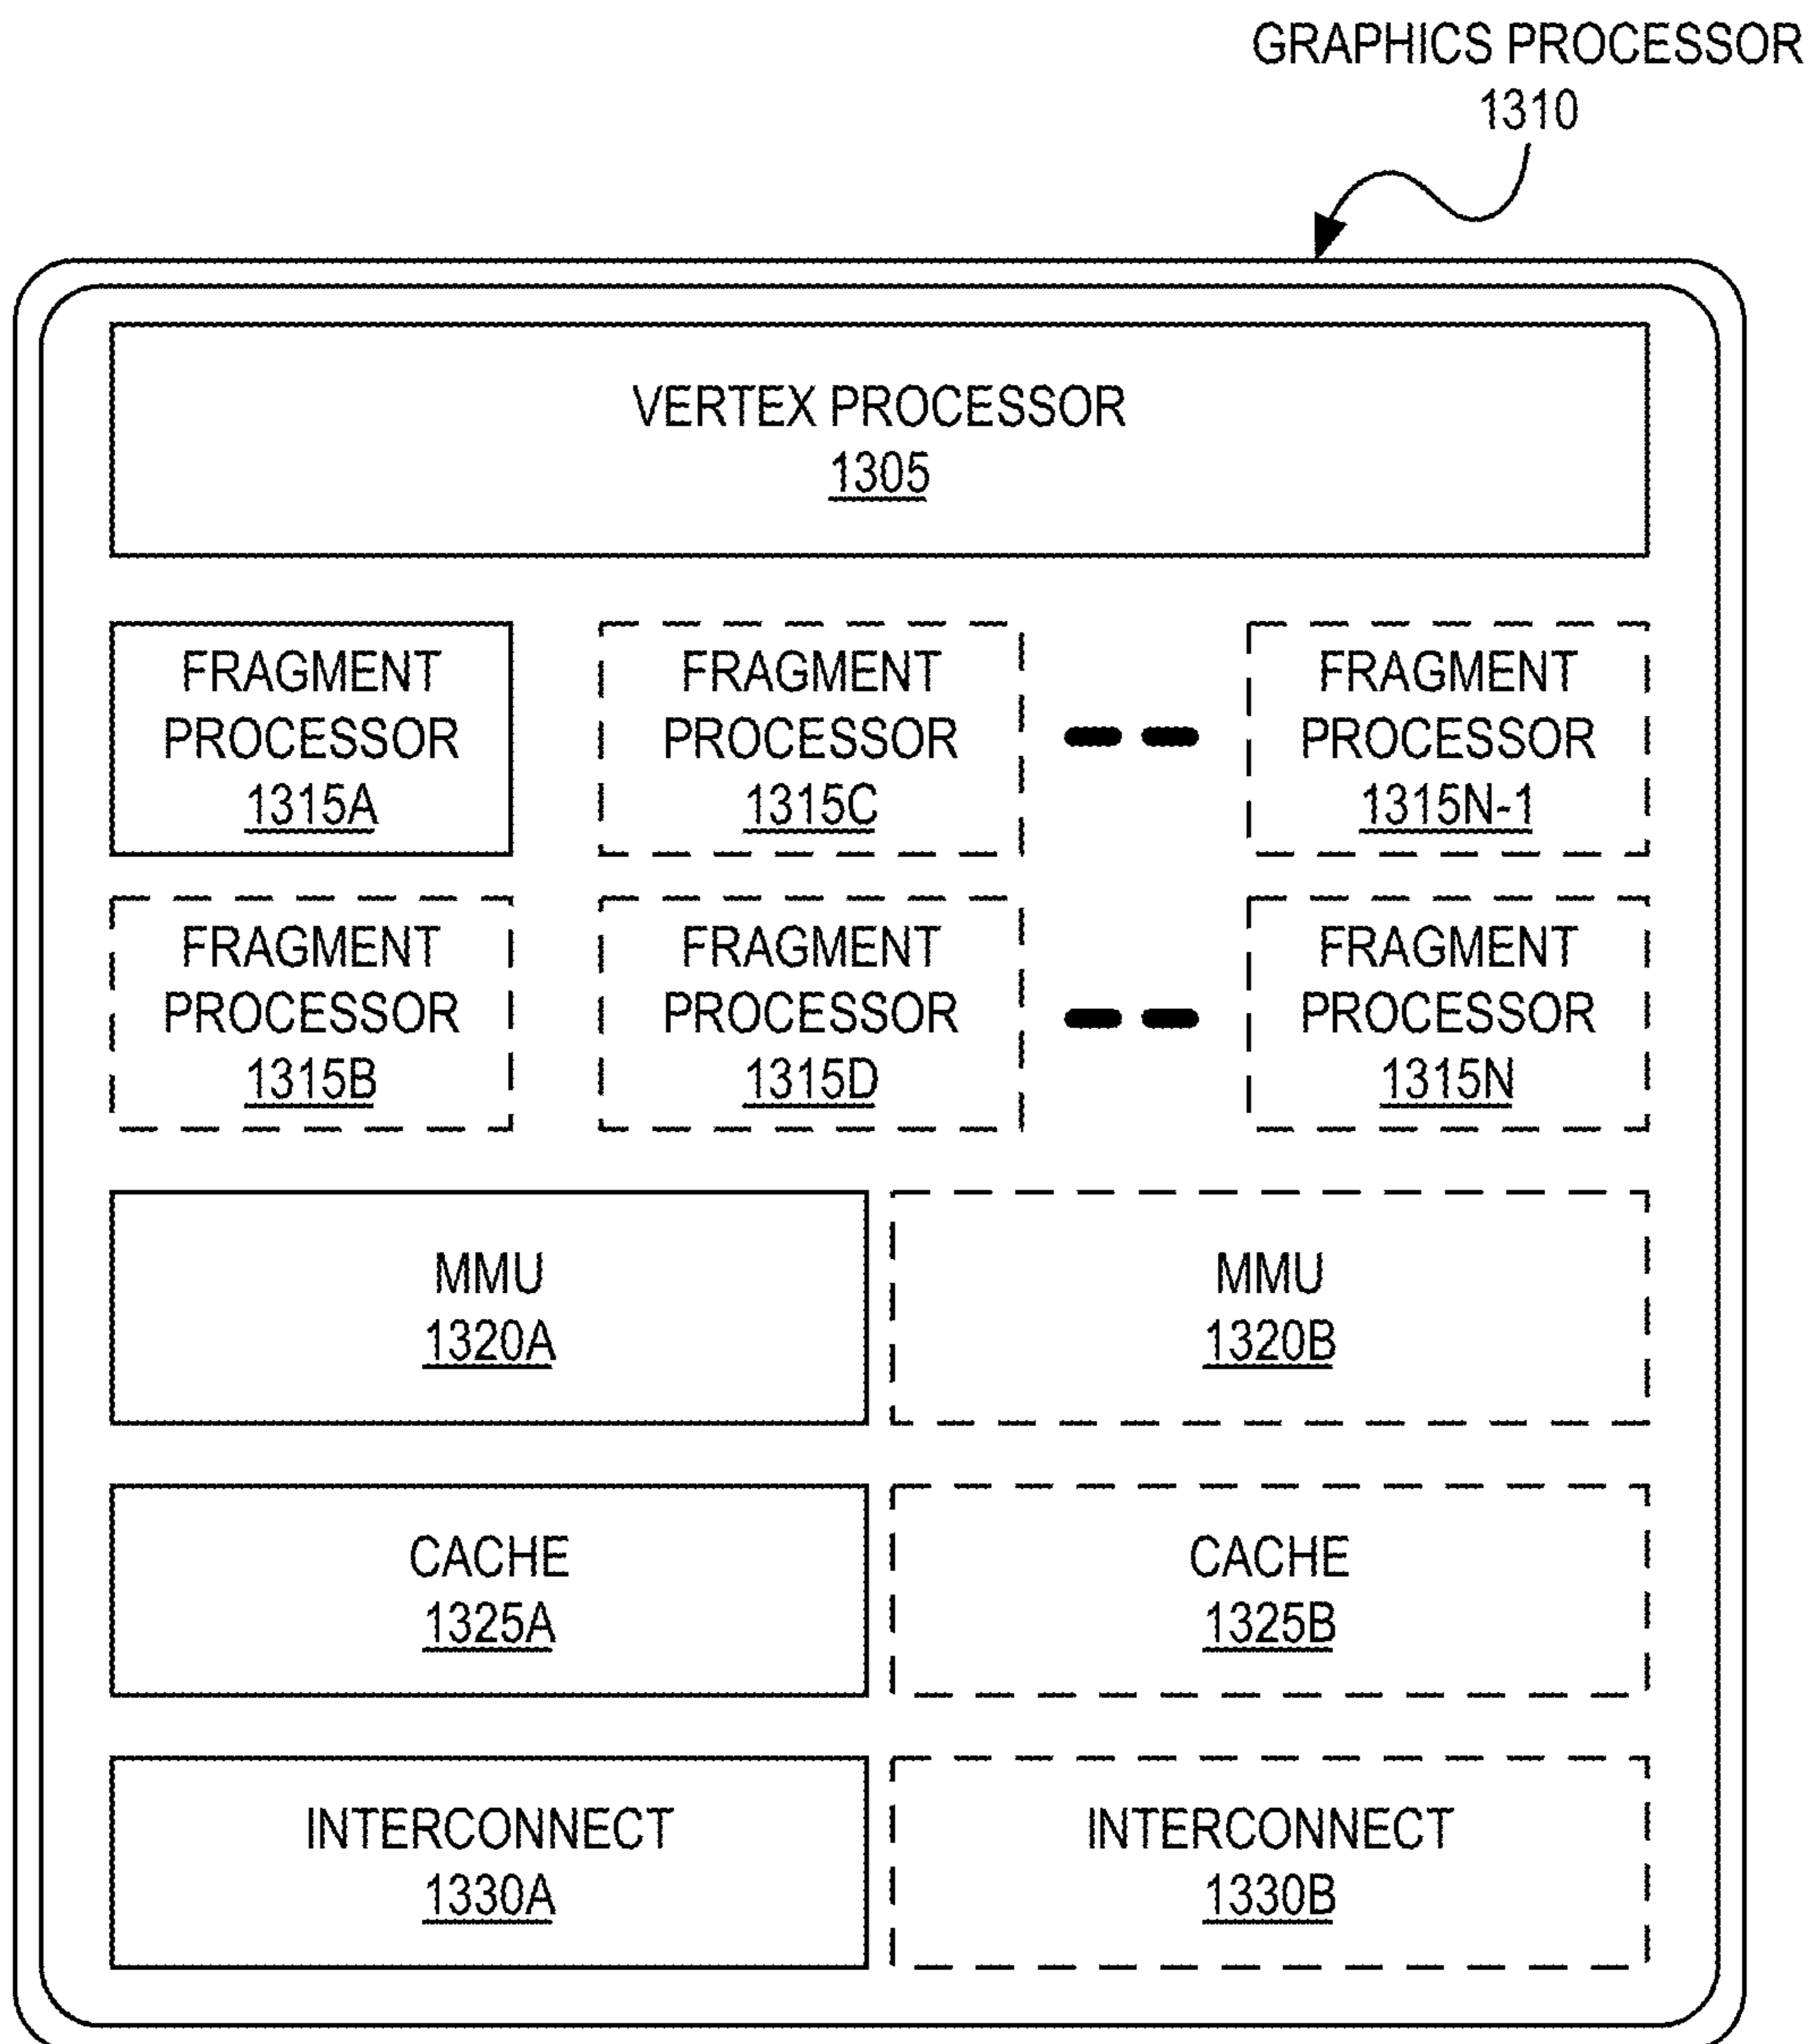 GRAPHICS PROCESSOR
1310
VERTEX PROCESSOR
1305
FRAGMENT
PROCESSOR
1315A
FRAGMENT
PROCESSOR
1315C
FRAGMENT
PROCESSOR
1315N-1
FRAGMENT
PROCESSOR
1315B
FRAGMENT
PROCESSOR
1315D
FRAGMENT
PROCESSOR
1315N
MMU
1320A
MMU
1320B
CACHE
1325A
CACHE
1325B
INTERCONNECT
1330A
INTERCONNECT
1330B